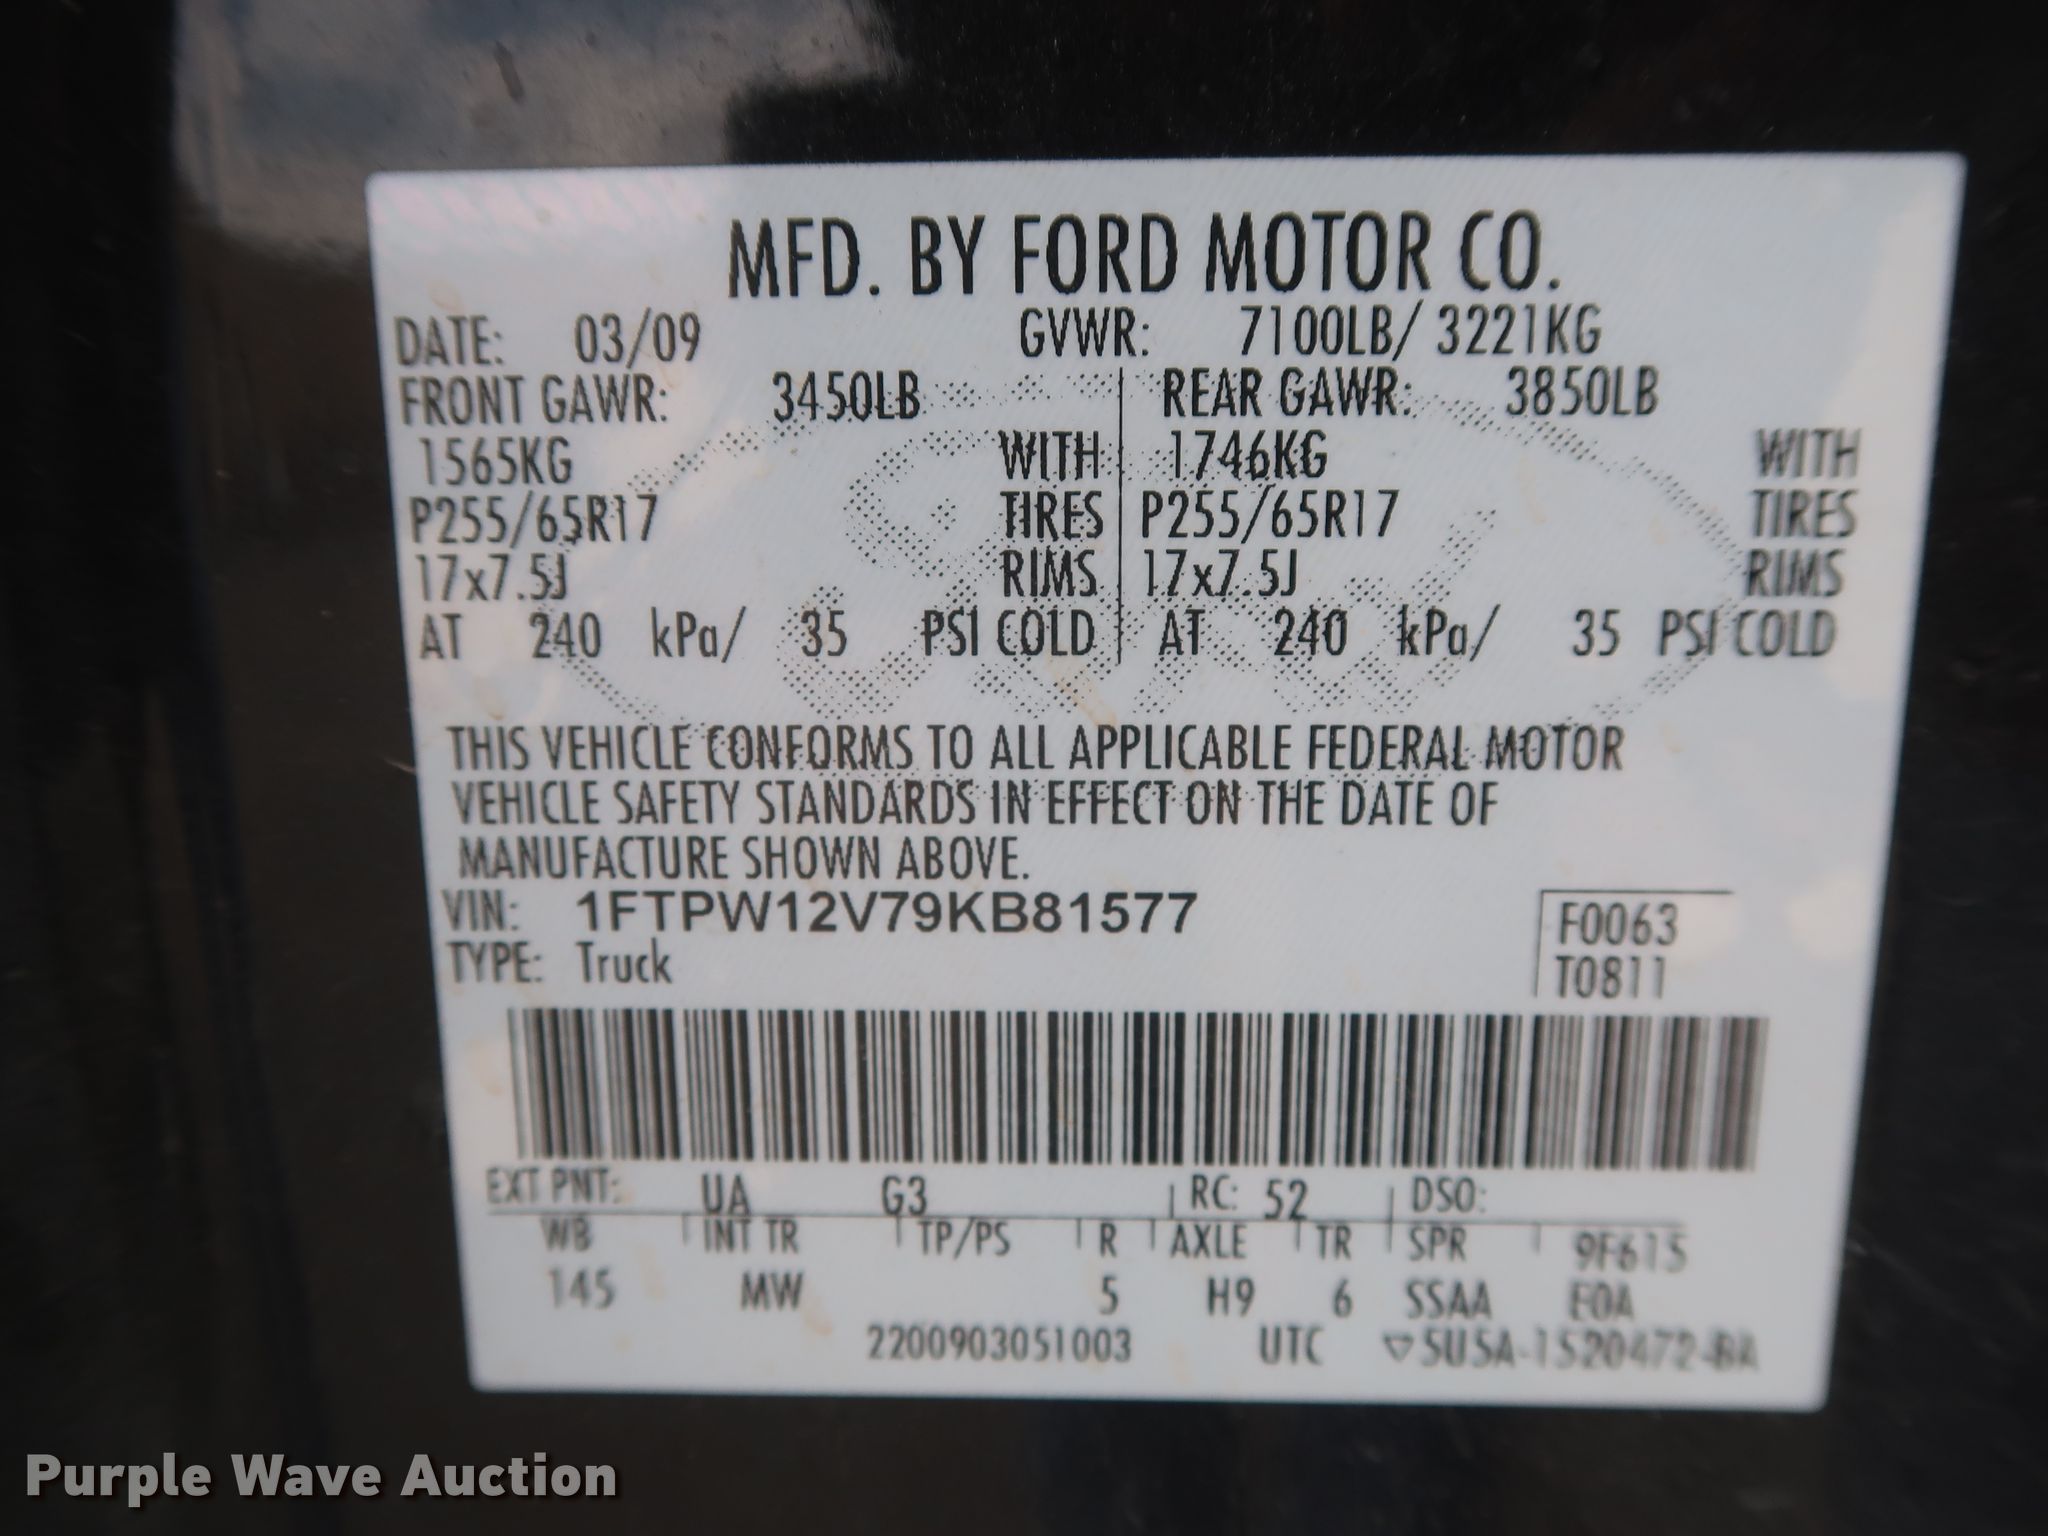 MFD. BY FORD MOTOR CO.
DATE: 03/09 GVWR: 7100LB/ 3221KG
FRONT GAWR: 3450LB REAR GAWR: 3850LB
1565KG WITH 1746KG WITH
P255/65R17 TIRES P255/65R17 TIRES
17x7.5J RIMS 17x7.5J RIMS
AT 240 kPa/ 35 PSI COLD AT 240 kPa/ 35 PSI COLD
THIS VEHICLE CONFORMS TO ALL APPLICABLE FEDERAL MOTOR
VEHICLE SAFETY STANDARDS IN EFFECT ON THE DATE OF
MANUFACTURE SHOWN ABOVE.
VIN: 1FTPW12V79KB81577 F0063
TYPE: Truck T0811
EXT PNT: UA G3 RC: 52 DSO:
WB INT TR TP/PS R AXLE TR SPR 9F615
145 MW 5 H9 6 SSAA E0A
2200903051003 UTC ▽5U5A-1520472-BA
Purple Wave Auction